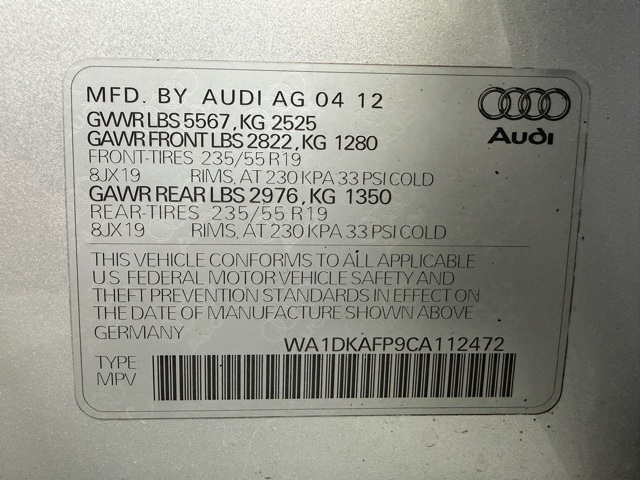 MFD. BY AUDI AG 04 12
GVWR LBS 5567, KG 2525
GAWR FRONT LBS 2822, KG 1280
FRONT-TIRES 235/55 R19
8JX19 RIMS, AT 230 KPA 33 PSI COLD
GAWR REAR LBS 2976, KG 1350
REAR-TIRES 235/55 R19
8JX19 RIMS, AT 230 KPA 33 PSI COLD
Audi
THIS VEHICLE CONFORMS TO ALL APPLICABLE
U.S. FEDERAL MOTOR VEHICLE SAFETY AND
THEFT PREVENTION STANDARDS IN EFFECT ON
THE DATE OF MANUFACTURE SHOWN ABOVE
GERMANY
WA1DKAFP9CA112472
TYPE
MPV